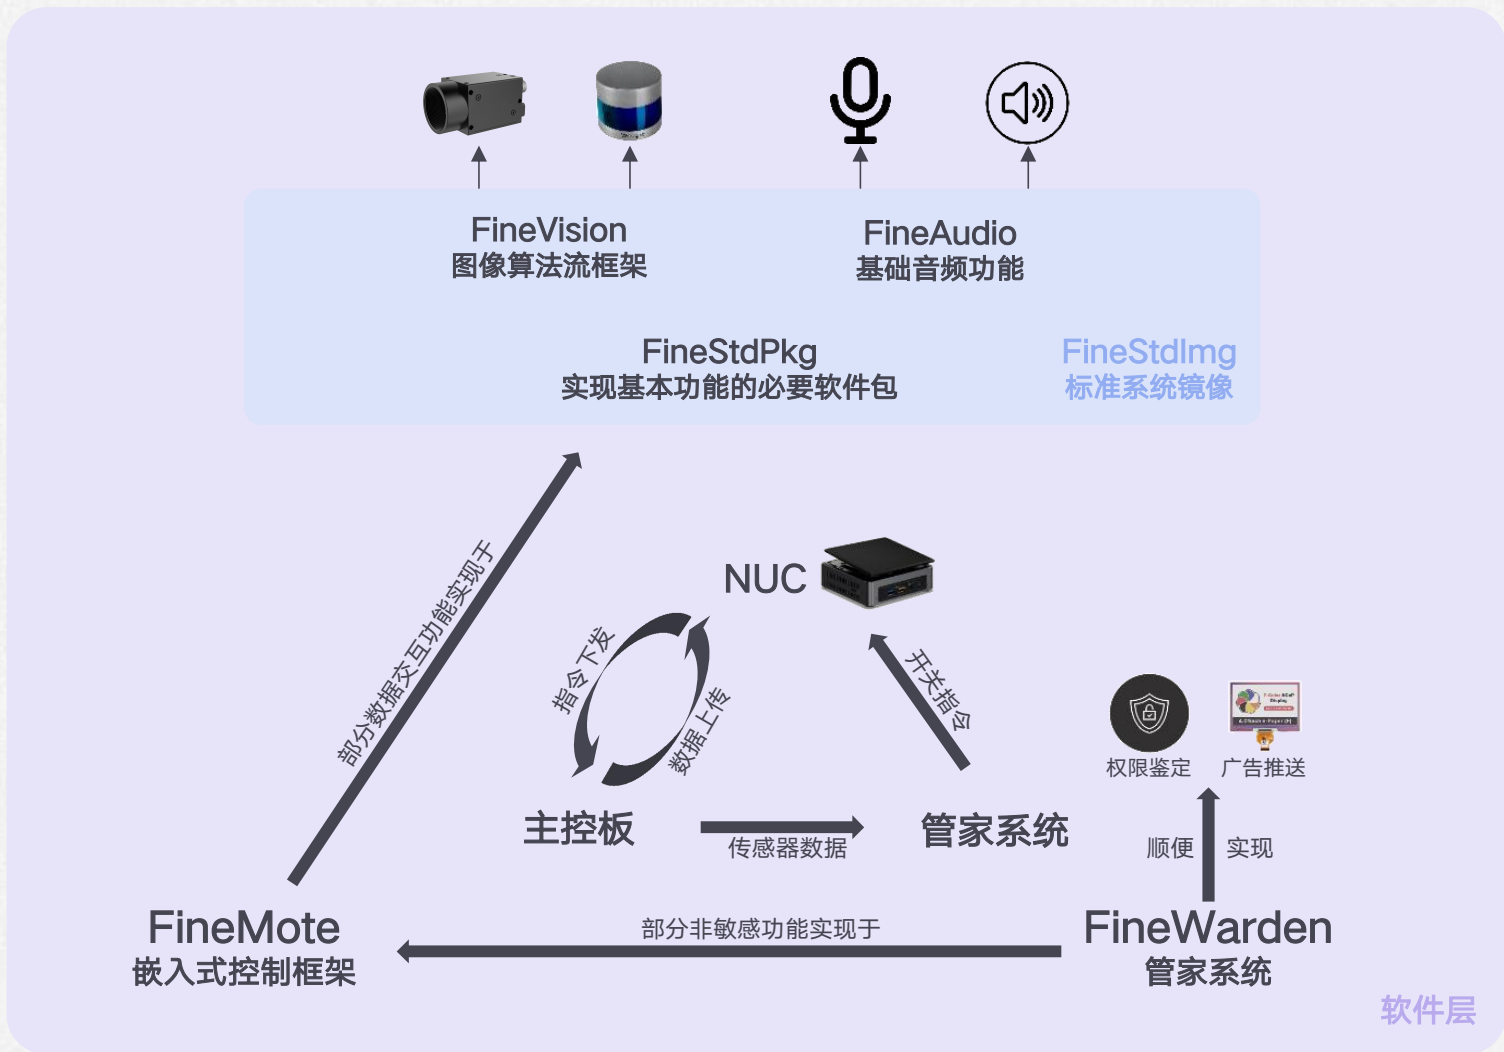 FineVision
图像算法流框架
FineAudio
基础音频功能
FineStdPkg
实现基本功能的必要软件包
FineStdImg
标准系统镜像
部分数据交互功能实现于
NUC
指令下发
数据上传
开关指令
权限鉴定
广告推送
主控板
传感器数据
管家系统
顺便
实现
FineMote
嵌入式控制框架
部分非敏感功能实现于
FineWarden
管家系统
软件层